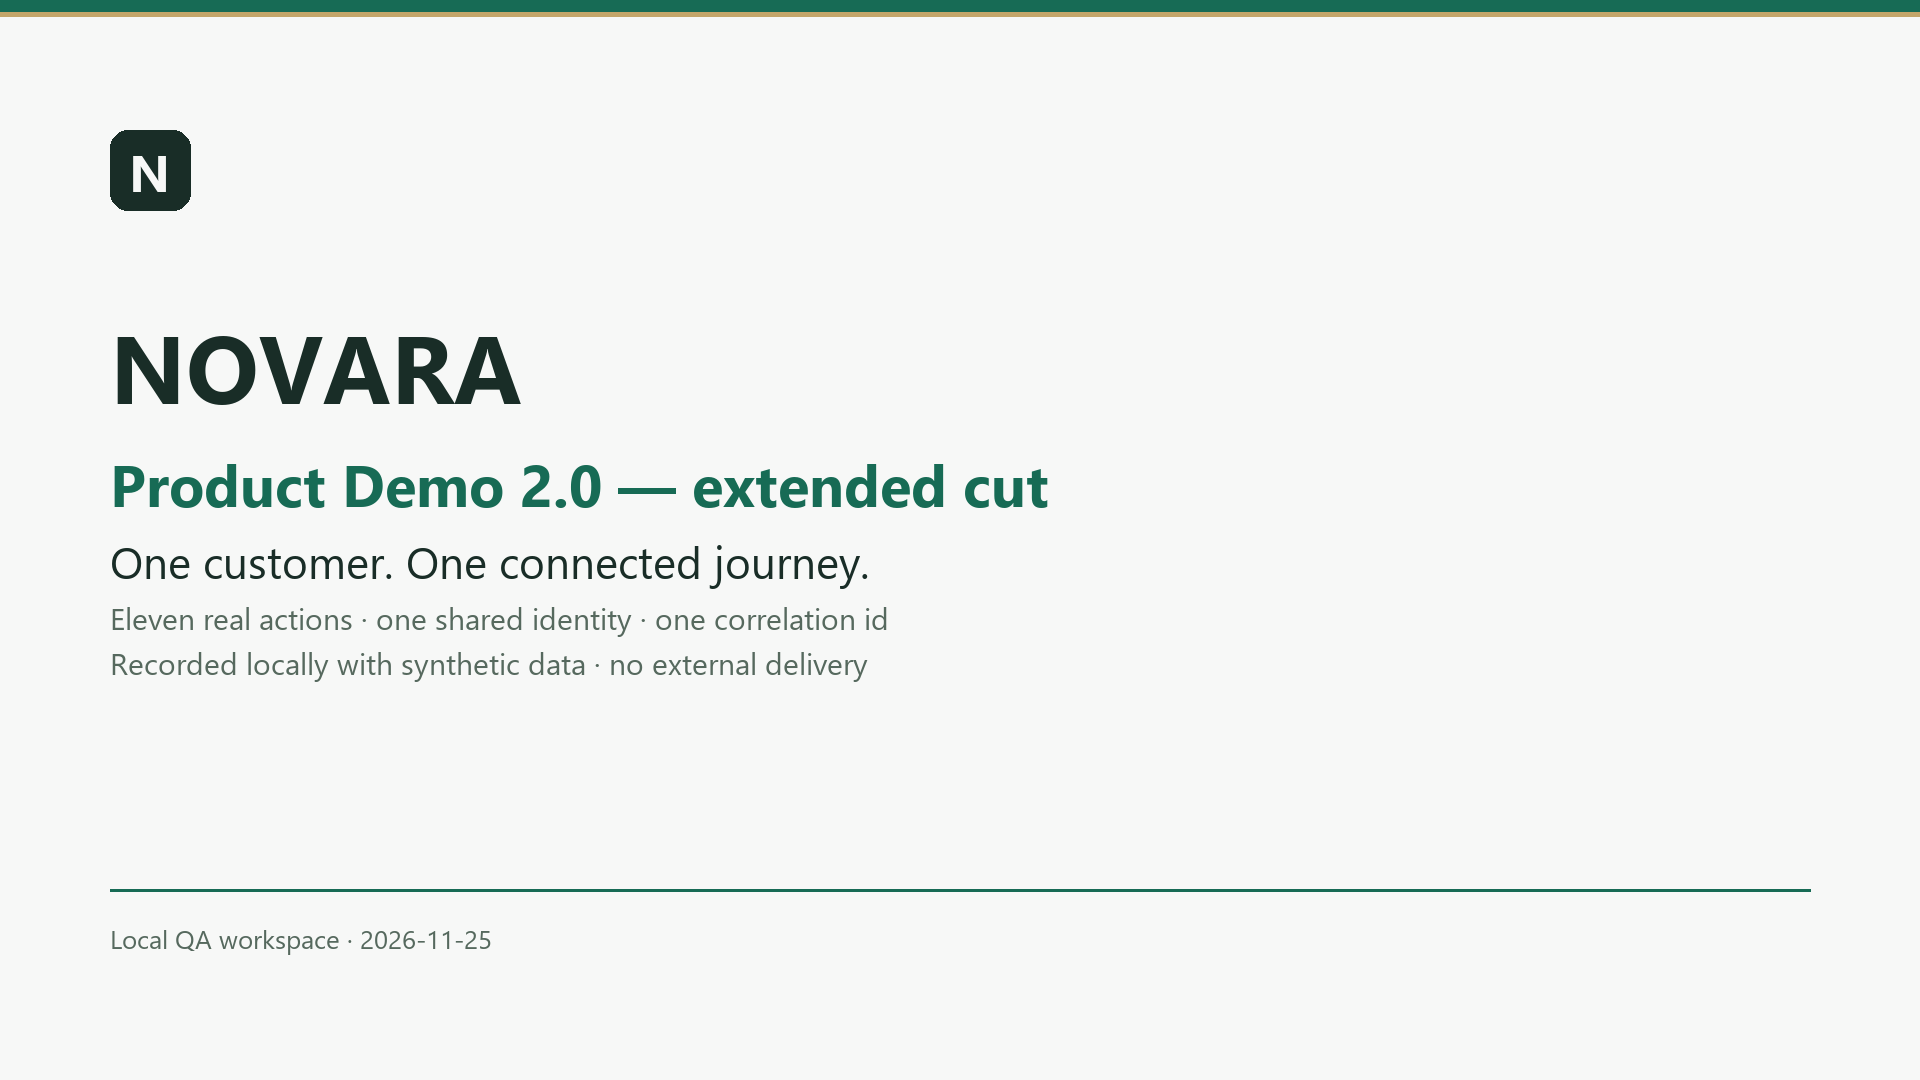 N
NOVARA
Product Demo 2.0 — extended cut
One customer. One connected journey.
Eleven real actions · one shared identity · one correlation id
Recorded locally with synthetic data · no external delivery
Local QA workspace · 2026-11-25